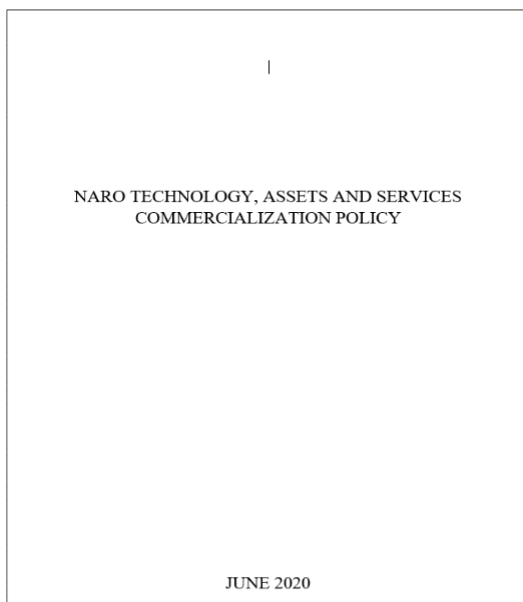 NARO TECHNOLOGY, ASSETS AND SERVICES
COMMERCIALIZATION POLICY
JUNE 2020